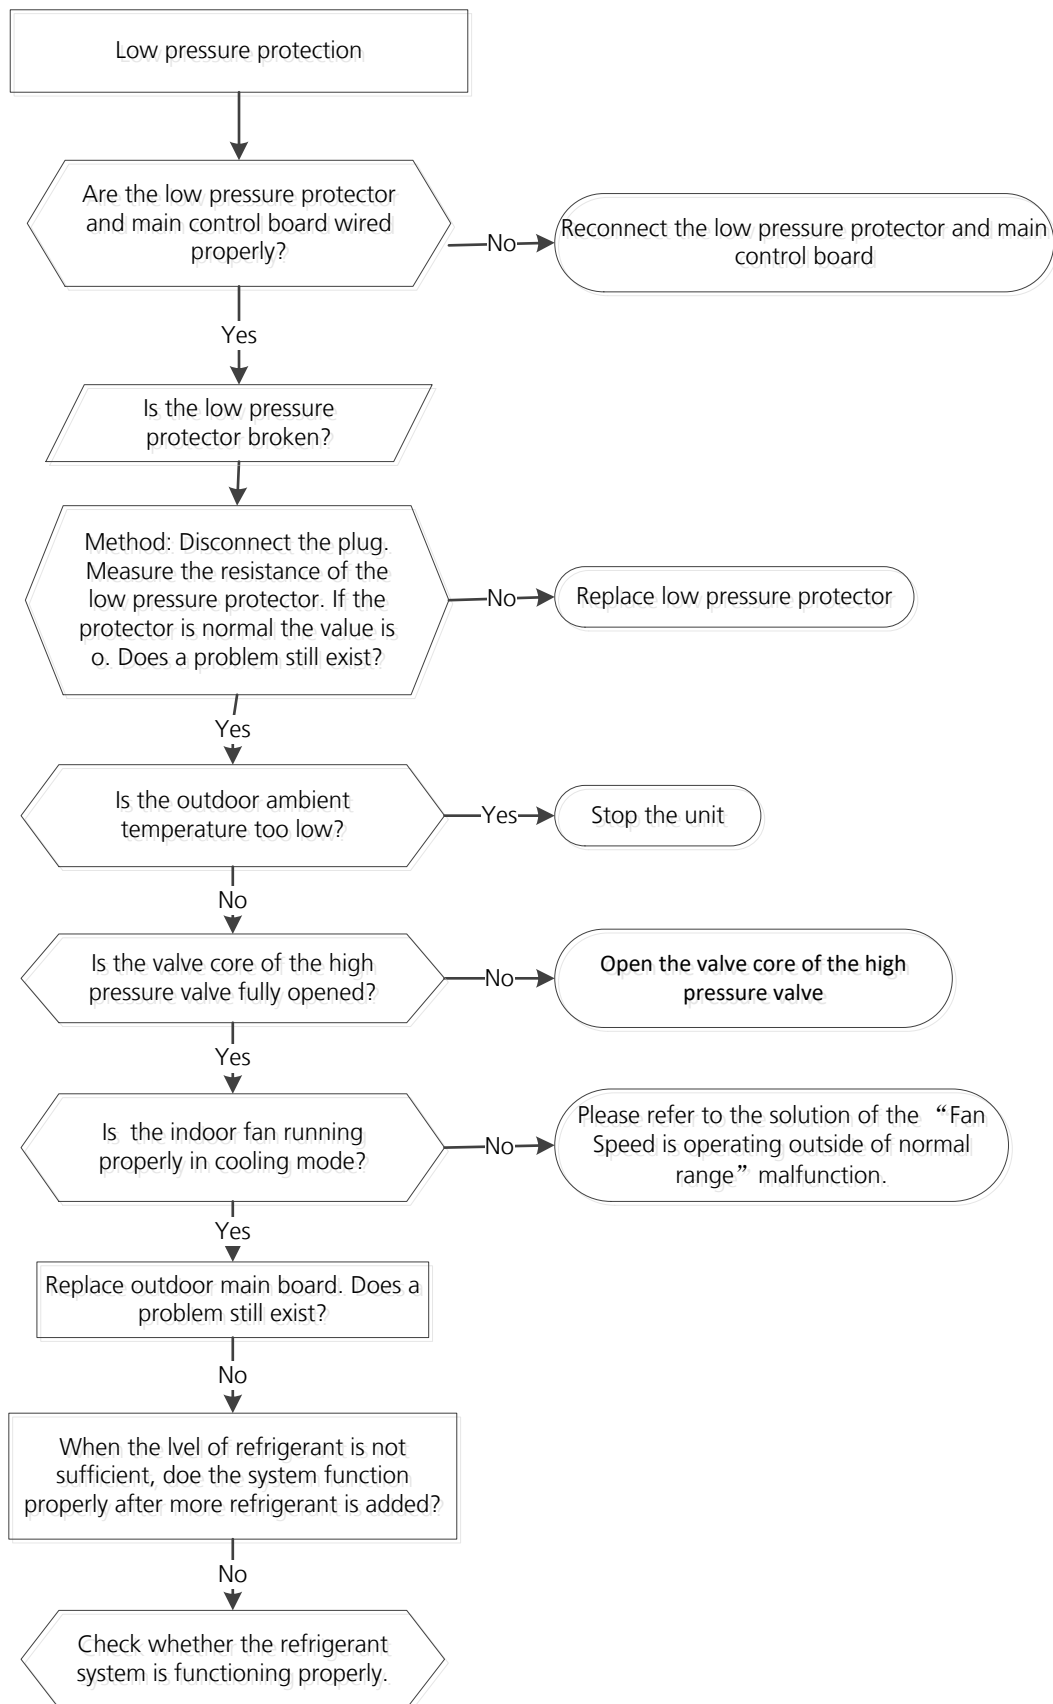 Low pressure protection
Are the low pressure protector
and main control board wired
properly?
No
Reconnect the low pressure protector and main
control board
Yes
Is the low pressure
protector broken?
Method: Disconnect the plug.
Measure the resistance of the
low pressure protector. If the
protector is normal the value is
o. Does a problem still exist?
No
Replace low pressure protector
Yes
Is the outdoor ambient
temperature too low?
Yes
Stop the unit
No
Is the valve core of the high
pressure valve fully opened?
No
Open the valve core of the high
pressure valve
Yes
Is  the indoor fan running
properly in cooling mode?
No
Please refer to the solution of the “Fan
Speed is operating outside of normal
range” malfunction.
Yes
Replace outdoor main board. Does a
problem still exist?
No
When the lvel of refrigerant is not
sufficient, doe the system function
properly after more refrigerant is added?
No
Check whether the refrigerant
system is functioning properly.